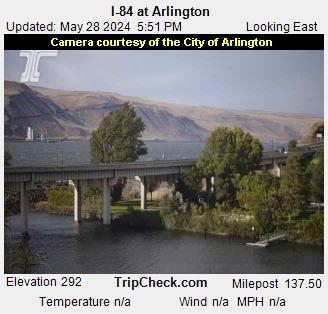 I-84 at Arlington
Updated: May 28 2024 5:51 PM Looking East
Camera courtesy of the City of Arlington
Elevation 292 TripCheck.com Milepost 137.50
Temperature n/a Wind n/a MPH n/a